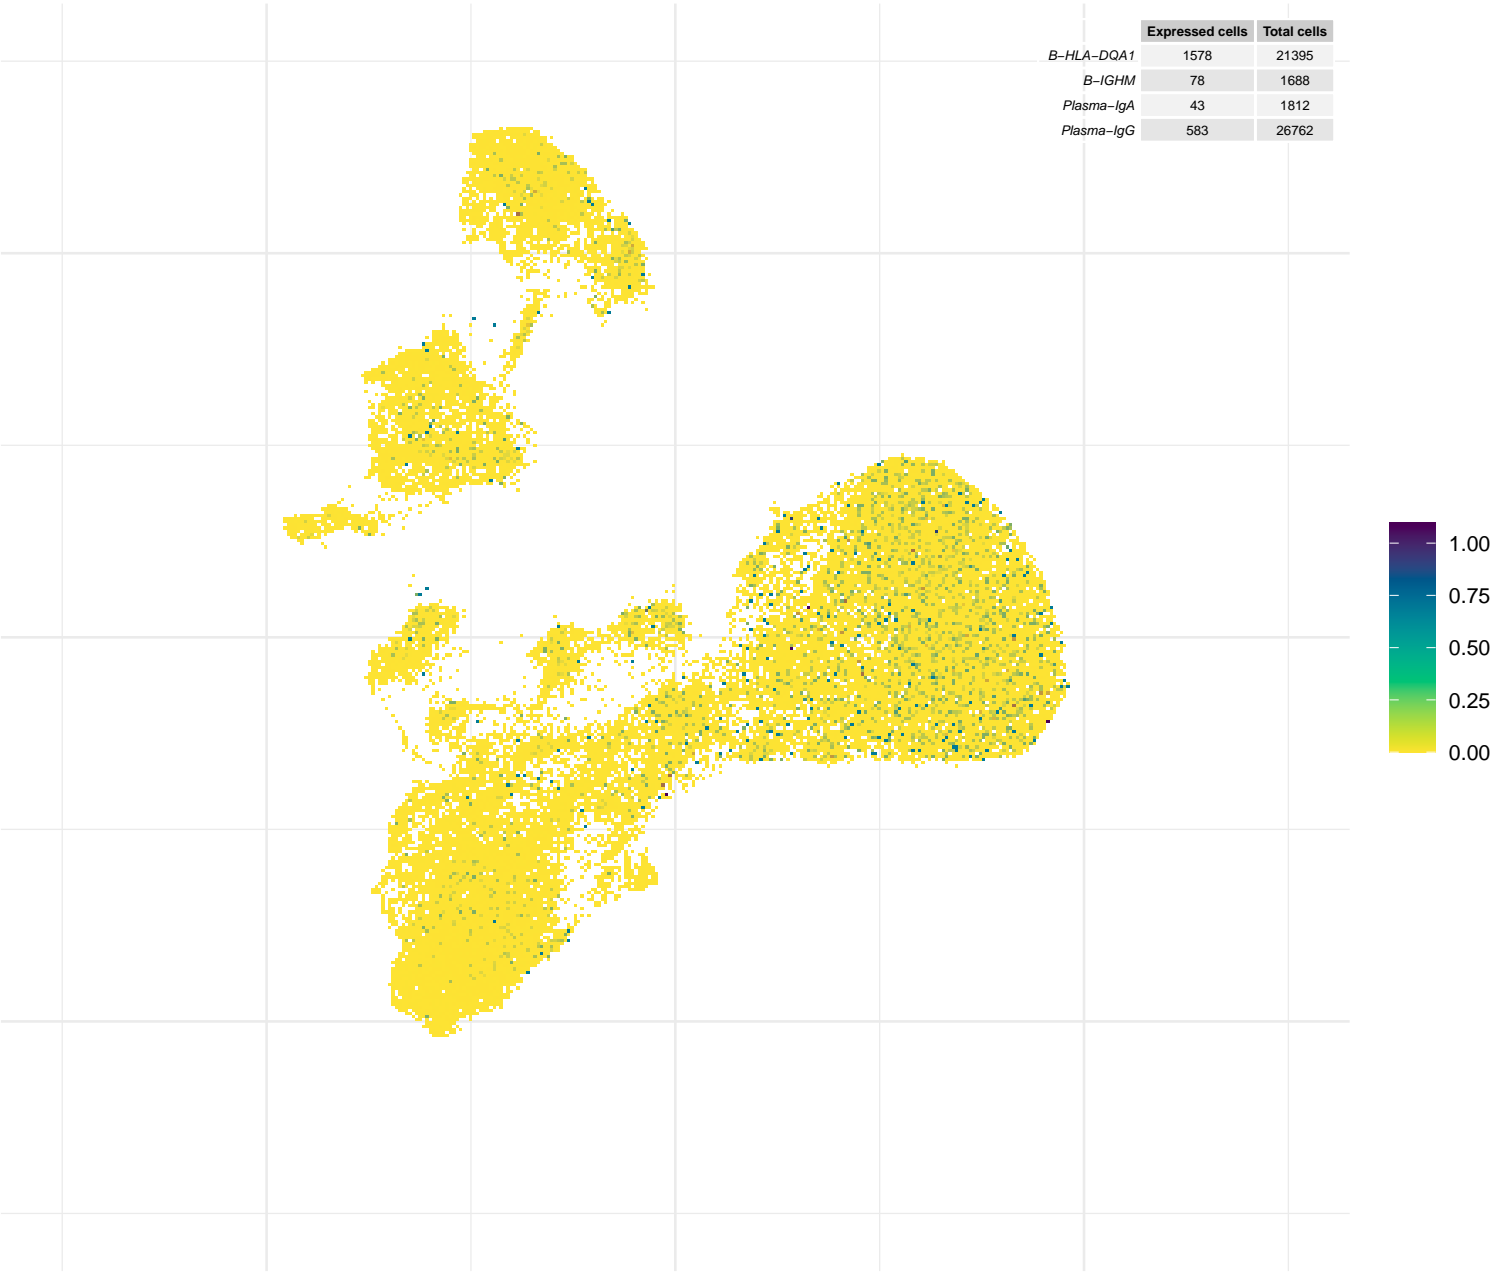 Expressed cells Total cells
B−HLA−DQA1 1578 21395
B−IGHM 78 1688
Plasma−IgA 43 1812
Plasma−IgG 583 26762
1.00
0.75
0.50
0.25
0.00